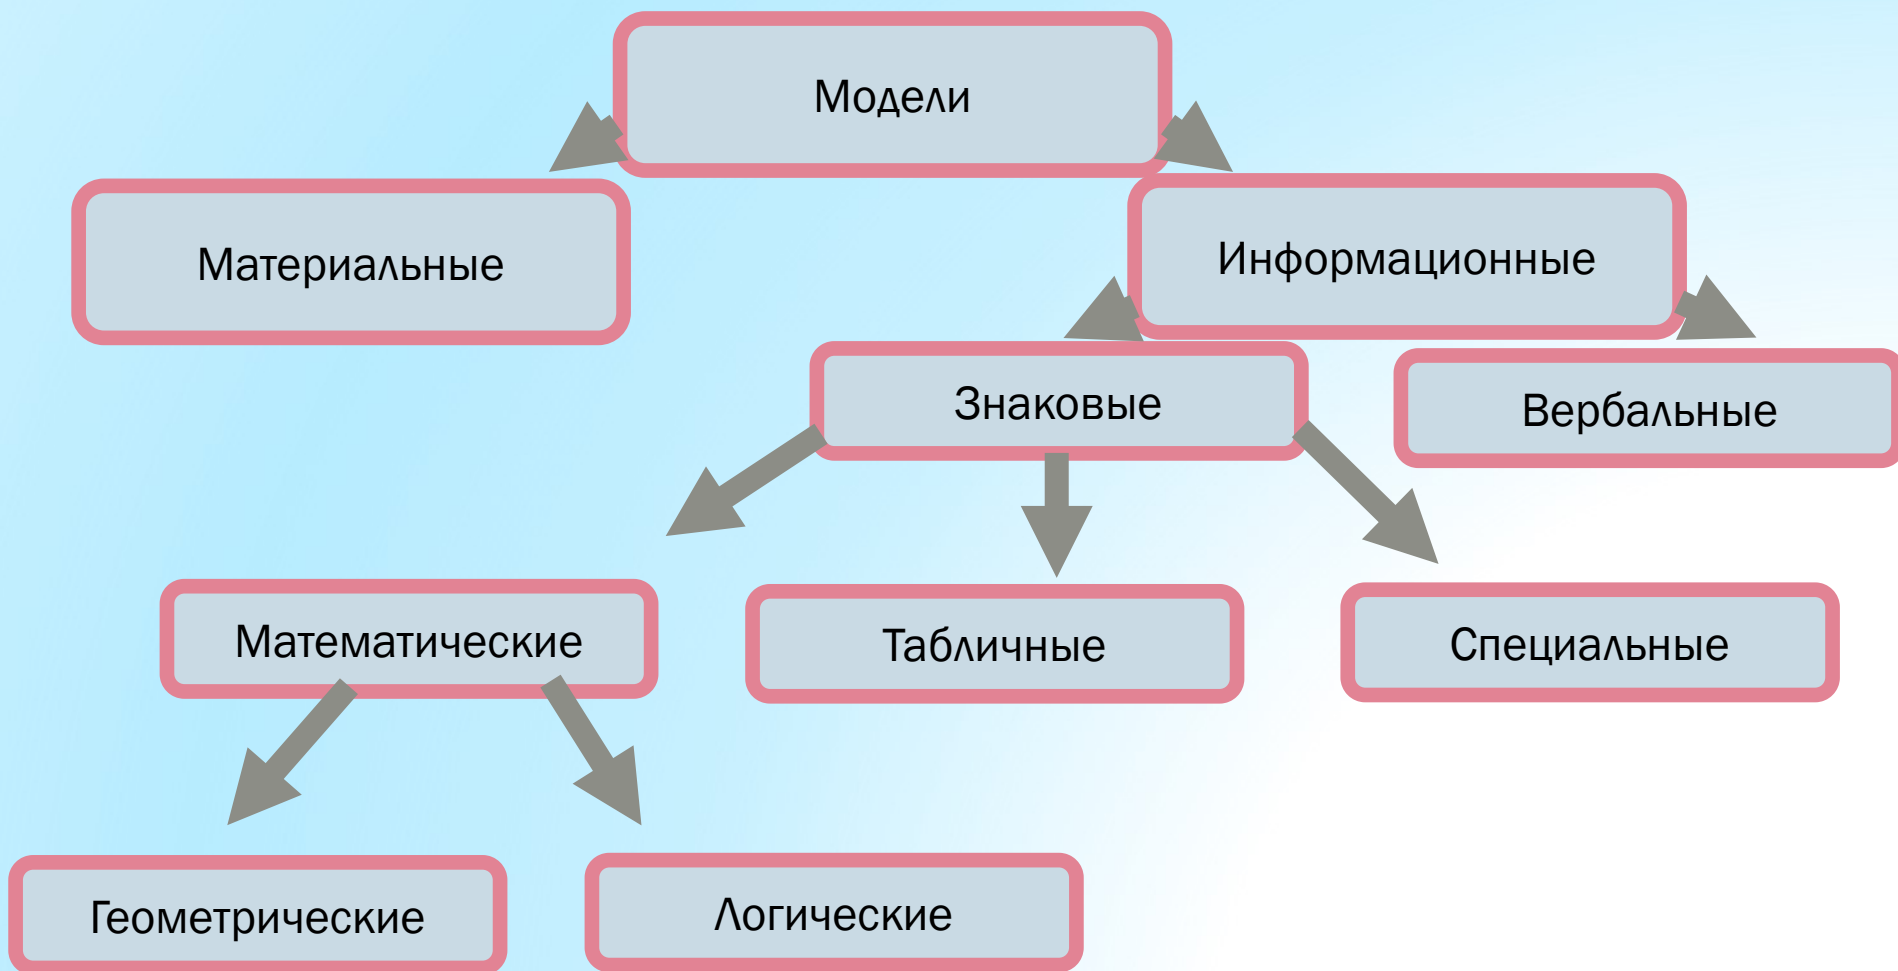 Модели
Материальные
Информационные
Знаковые
Вербальные
Математические
Табличные
Специальные
Геометрические
Логические